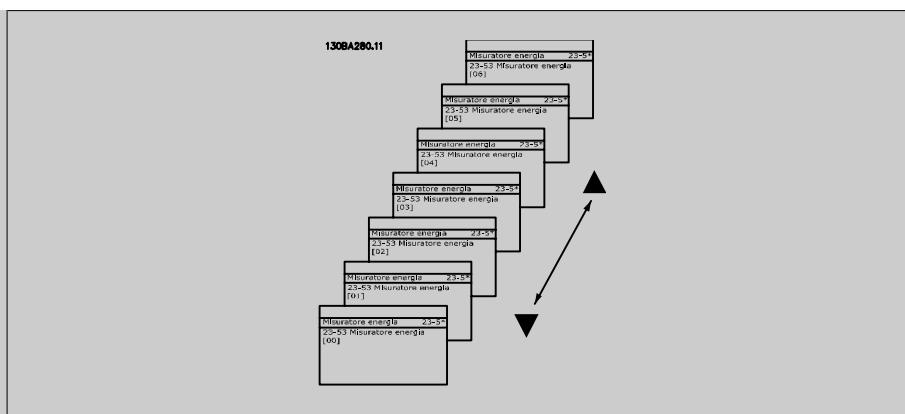 130BA280.11
Misuratore energia 23-5*
23-53 Misuratore energia
[06]
Misuratore energia 23-5*
23-53 Misuratore energia
[05]
Misuratore energia 23-5*
23-53 Misuratore energia
[04]
Misuratore energia 23-5*
23-53 Misuratore energia
[03]
Misuratore energia 23-5*
23-53 Misuratore energia
[02]
Misuratore energia 23-5*
23-53 Misuratore energia
[01]
Misuratore energia 23-5*
23-53 Misuratore energia
[00]